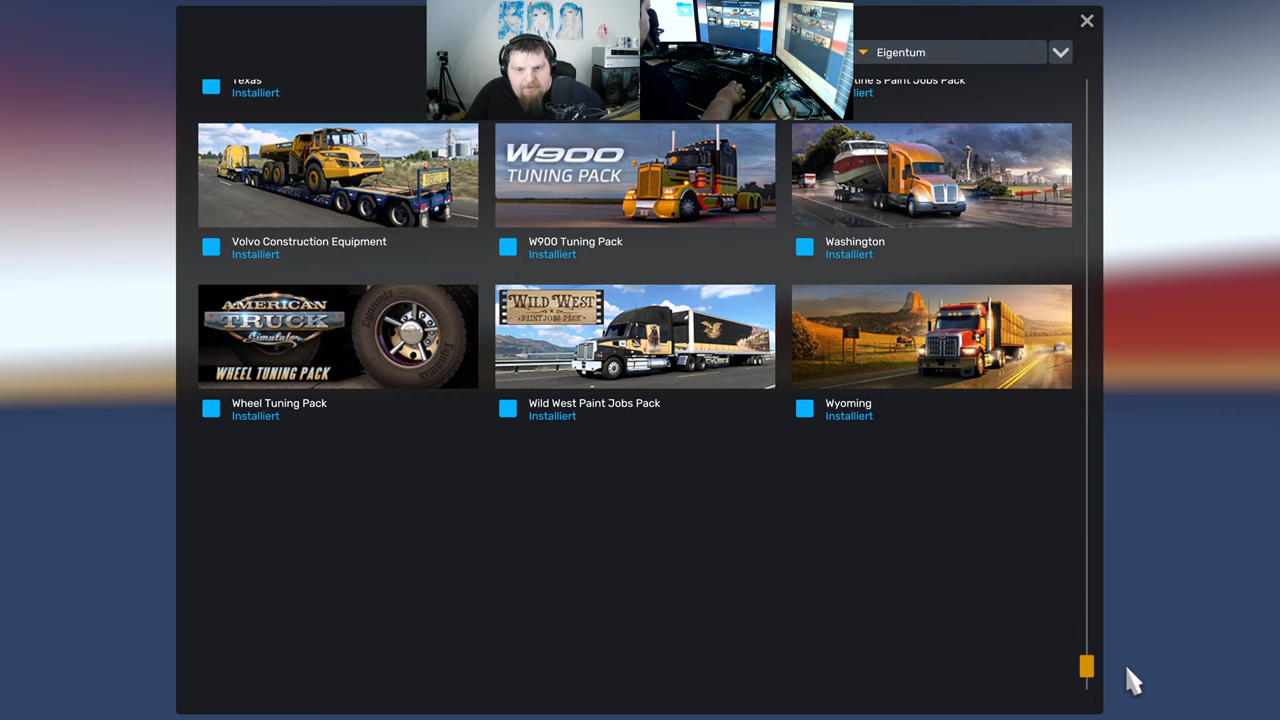 Eigentum
Texas
Installiert
ine's Paint Jobs Pack
lliert
W900
TUNING PACK
Volvo Construction Equipment
Installiert
W900 Tuning Pack
Installiert
Washington
Installiert
AMERICAN
TRUCK
Simulator
WHEEL TUNING PACK
WILD WEST
PAINT JOBS PACK
Wheel Tuning Pack
Installiert
Wild West Paint Jobs Pack
Installiert
Wyoming
Installiert